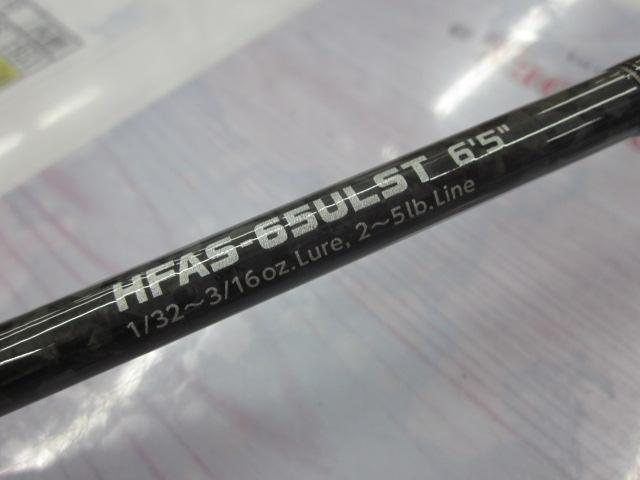 HFAS-65ULST 6'5"
1/32～3/16oz.Lure, 2～5lb.Line